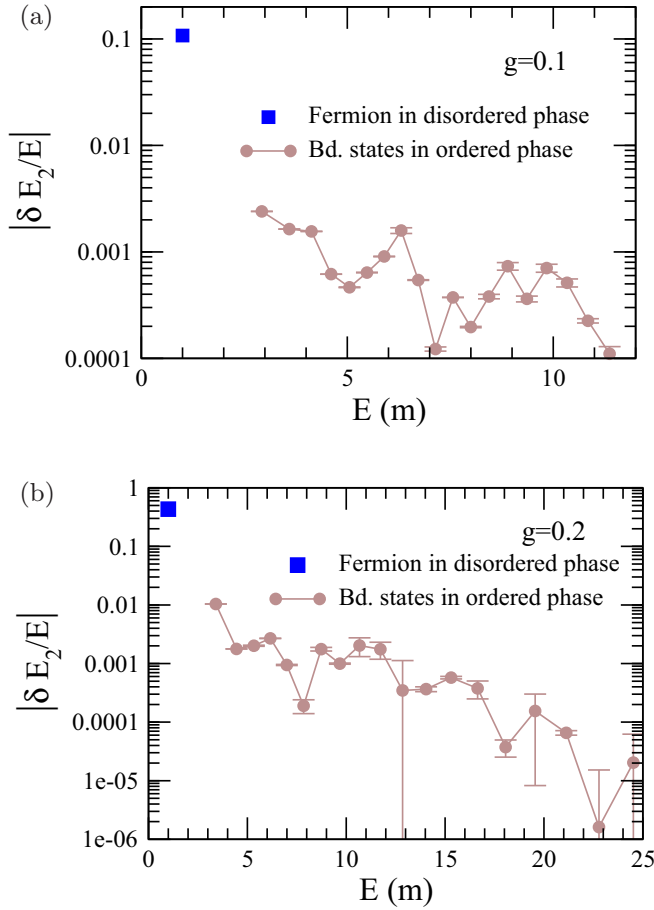 (a)
0.1
g=0.1
Fermion in disordered phase
Bd. states in ordered phase
0.01
|δ E2/E|
0.001
0.0001
0
5
10
E (m)
(b)
1
g=0.2
0.1
Fermion in disordered phase
Bd. states in ordered phase
0.01
|δ E2/E|
0.001
0.0001
1e-05
1e-06
0
5
10
15
20
25
E (m)